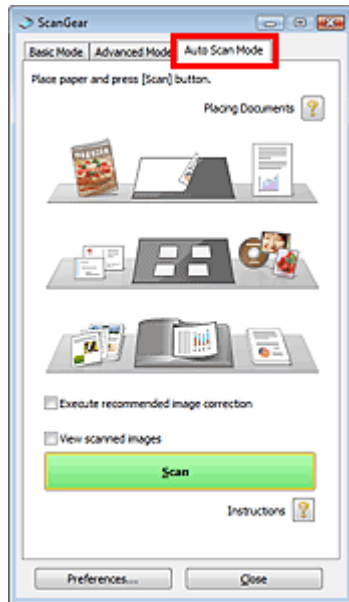 ScanGear
Basic Mode Advanced Mode Auto Scan Mode
Place paper and press [Scan] button.
Placing Documents
Execute recommended image correction
View scanned images
Scan
Instructions
Preferences... Close